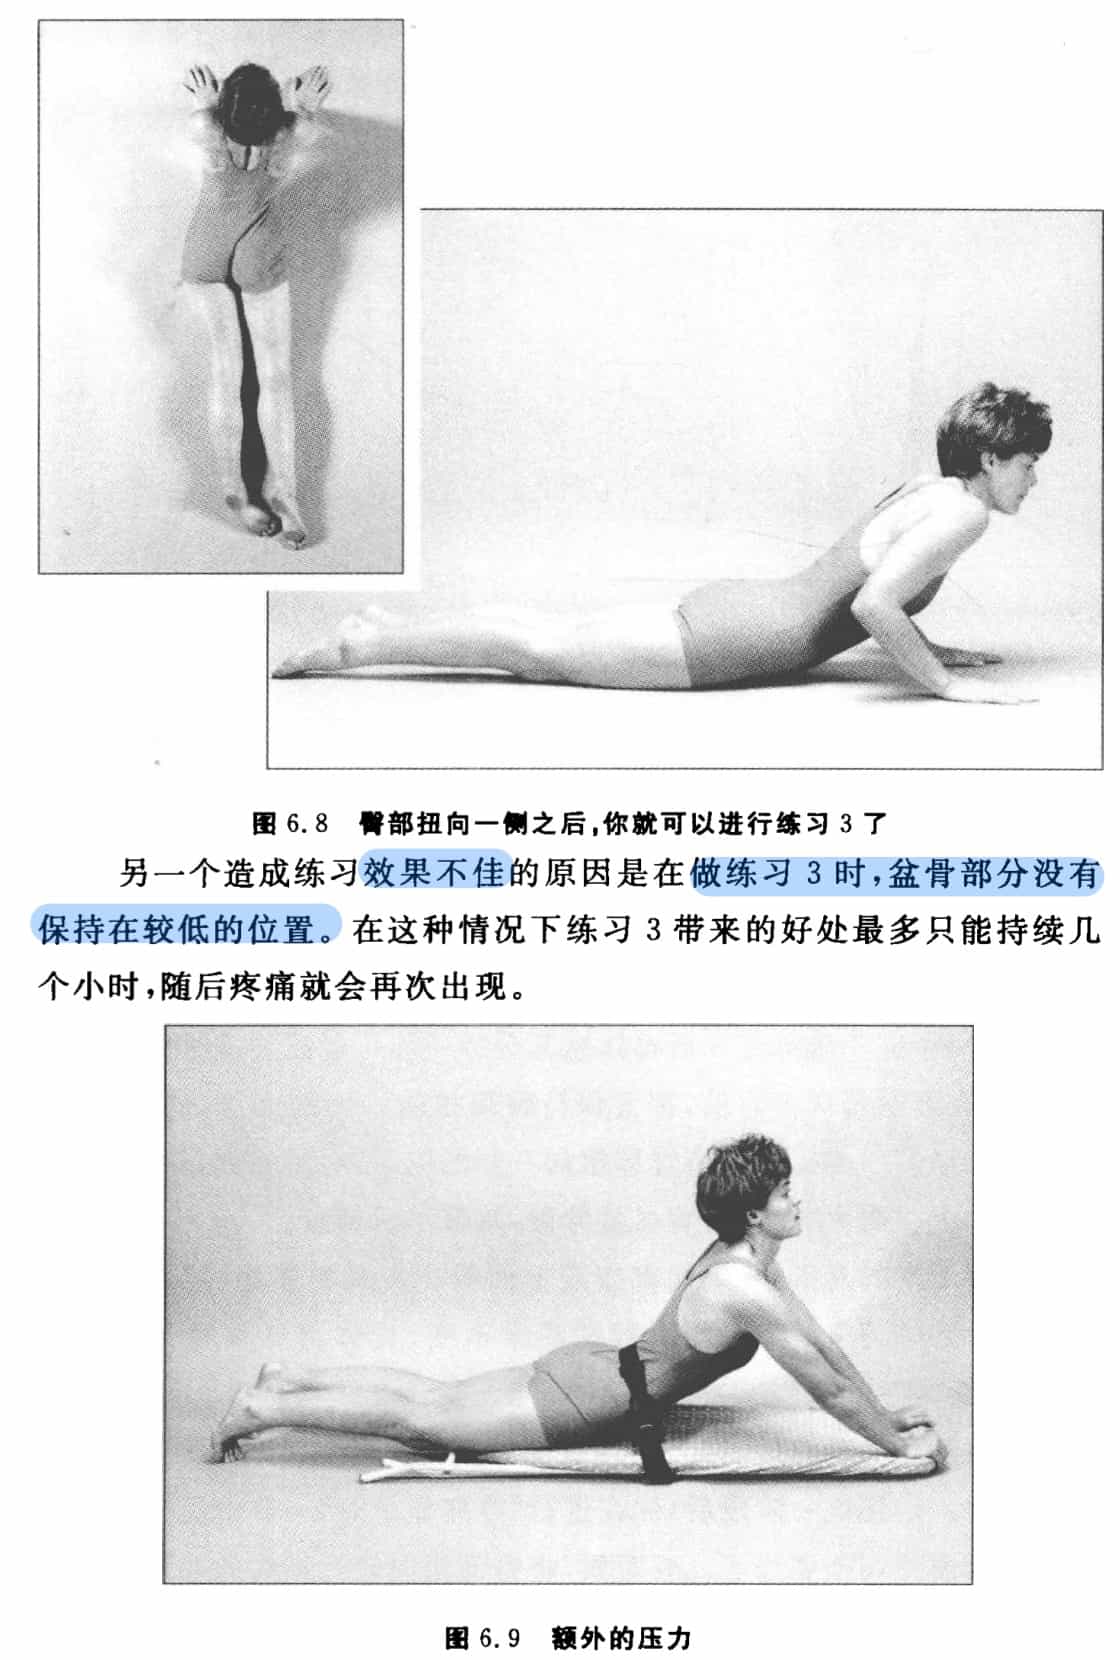 图 6.8 臀部扭向一侧之后,你就可以进行练习 3 了
另一个造成练习效果不佳的原因是在做练习 3 时,盆骨部分没有
保持在较低的位置。在这种情况下练习 3 带来的好处最多只能持续几
个小时,随后疼痛就会再次出现。
图 6.9 额外的压力